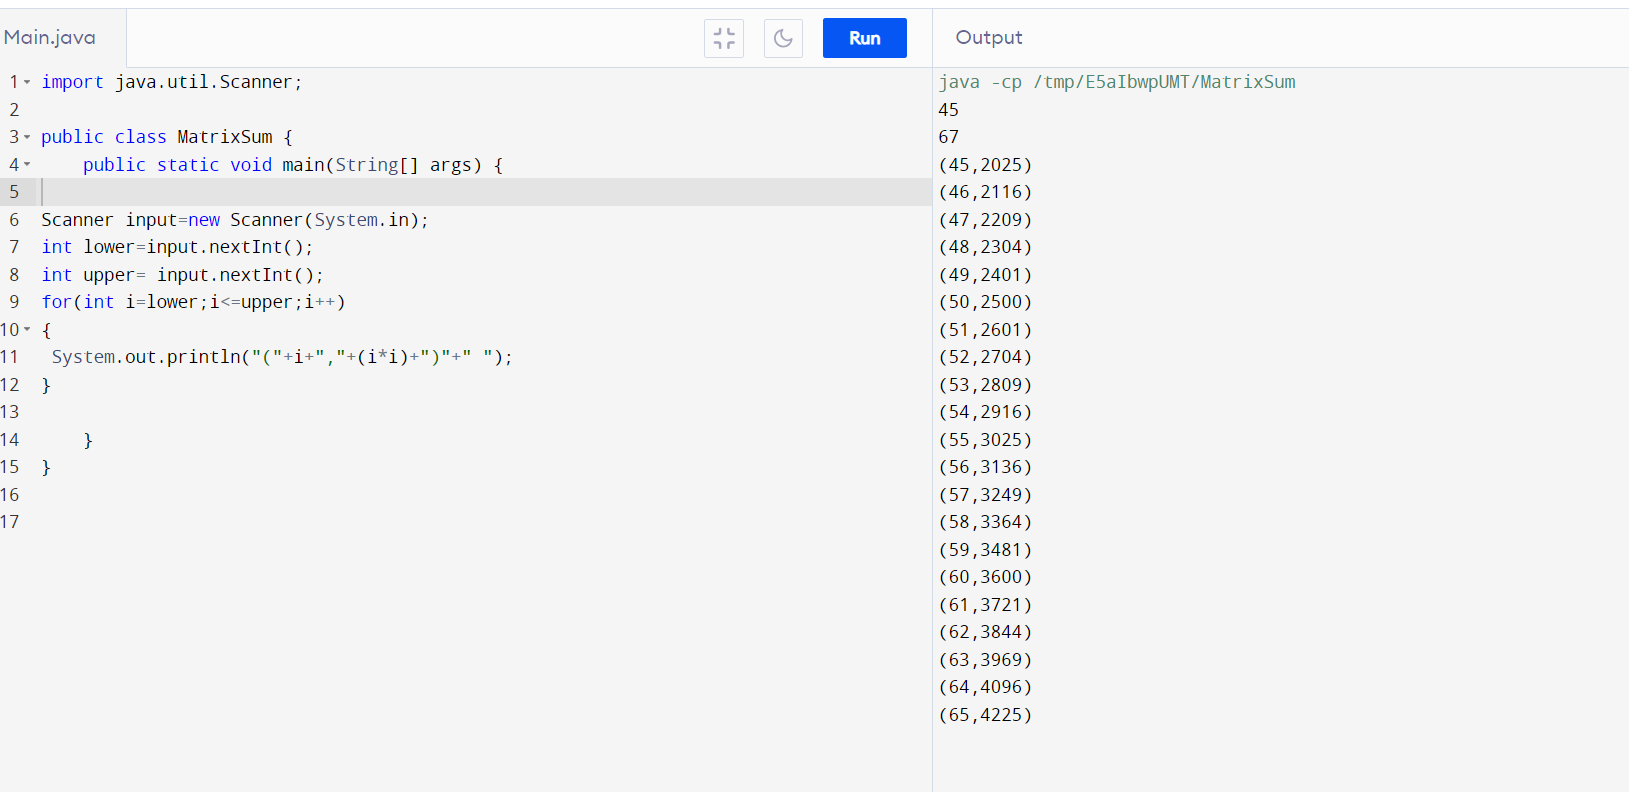 Main.java
Run
1 import java.util.Scanner;
2
3 public class MatrixSum {
4     public static void main(String[] args) {
5
6 Scanner input=new Scanner(System.in);
7 int lower=input.nextInt();
8 int upper= input.nextInt();
9 for(int i=lower;i<=upper;i++)
10 {
11  System.out.println("("+i+","+(i*i)+")"+" ");
12 }
13
14     }
15 }
16
17
Output
java -cp /tmp/E5aIbwpUMT/MatrixSum
45
67
(45,2025)
(46,2116)
(47,2209)
(48,2304)
(49,2401)
(50,2500)
(51,2601)
(52,2704)
(53,2809)
(54,2916)
(55,3025)
(56,3136)
(57,3249)
(58,3364)
(59,3481)
(60,3600)
(61,3721)
(62,3844)
(63,3969)
(64,4096)
(65,4225)